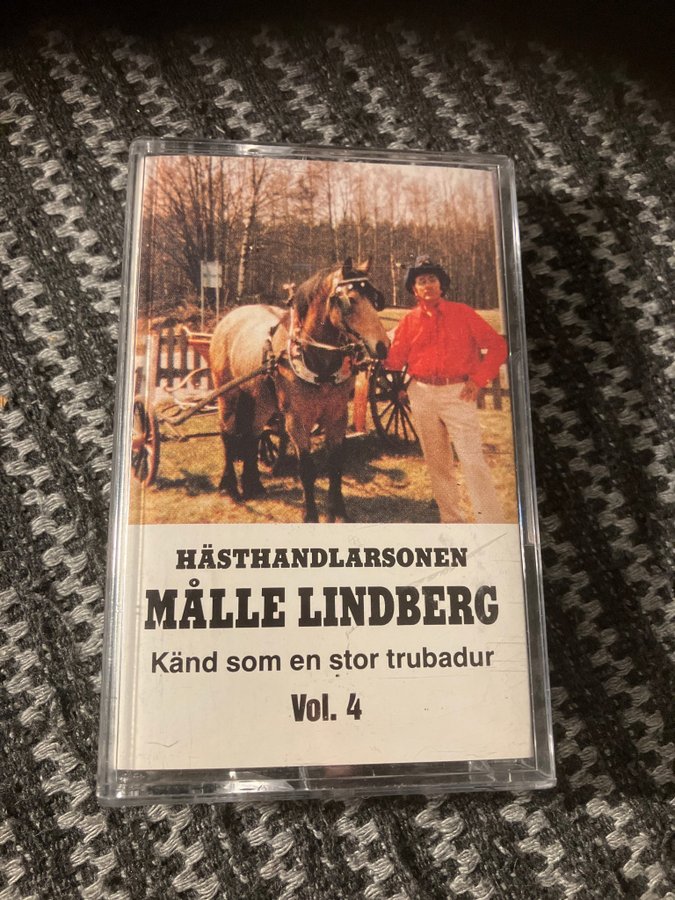 HÄSTHANDLARSONEN
MÅLLE LINDBERG
Känd som en stor trubadur
Vol. 4